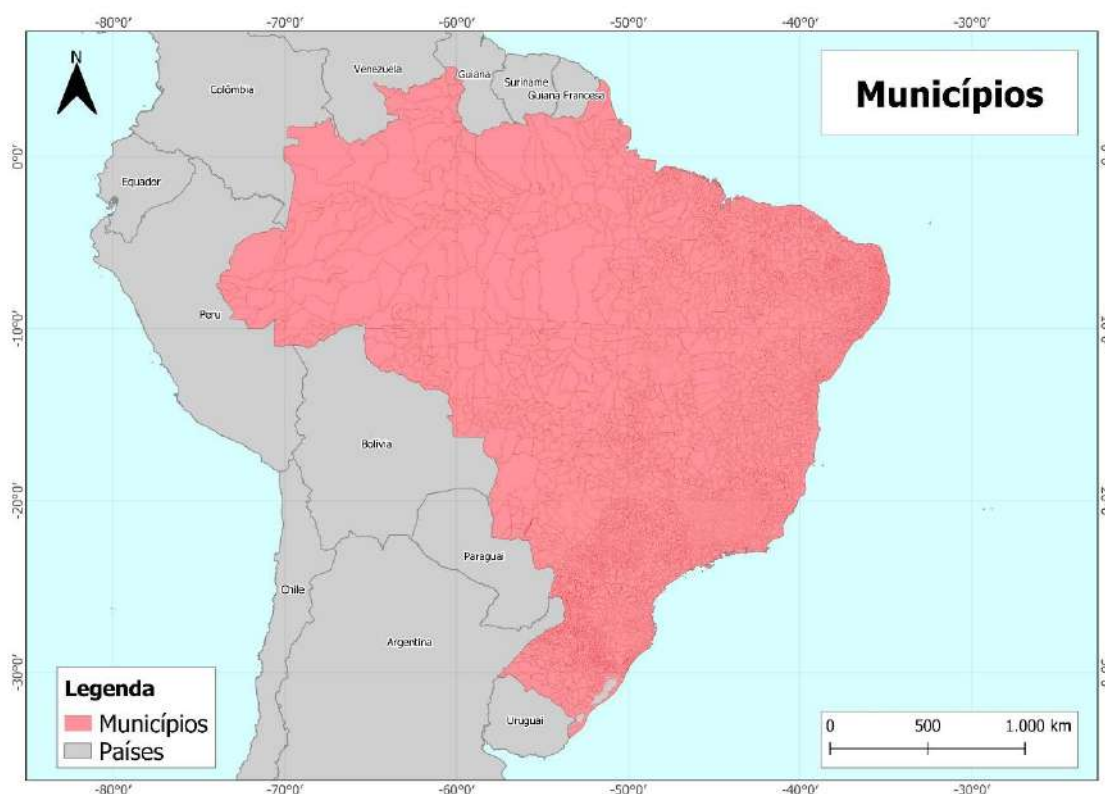 -80°0'
-70°0'
-60°0'
-50°0'
-40°0'
-30°0'
N
Municípios
Venezuela
Guiana
Suriname
Guiana Francesa
Colômbia
0°0'
Equador
Peru
-10°0'
Bolivia
-20°0'
Paraguai
Chile
Argentina
-30°0'
Uruguai
Legenda
Municípios
Países
0 500 1.000 km
-80°0'
-70°0'
-60°0'
-50°0'
-40°0'
-30°0'